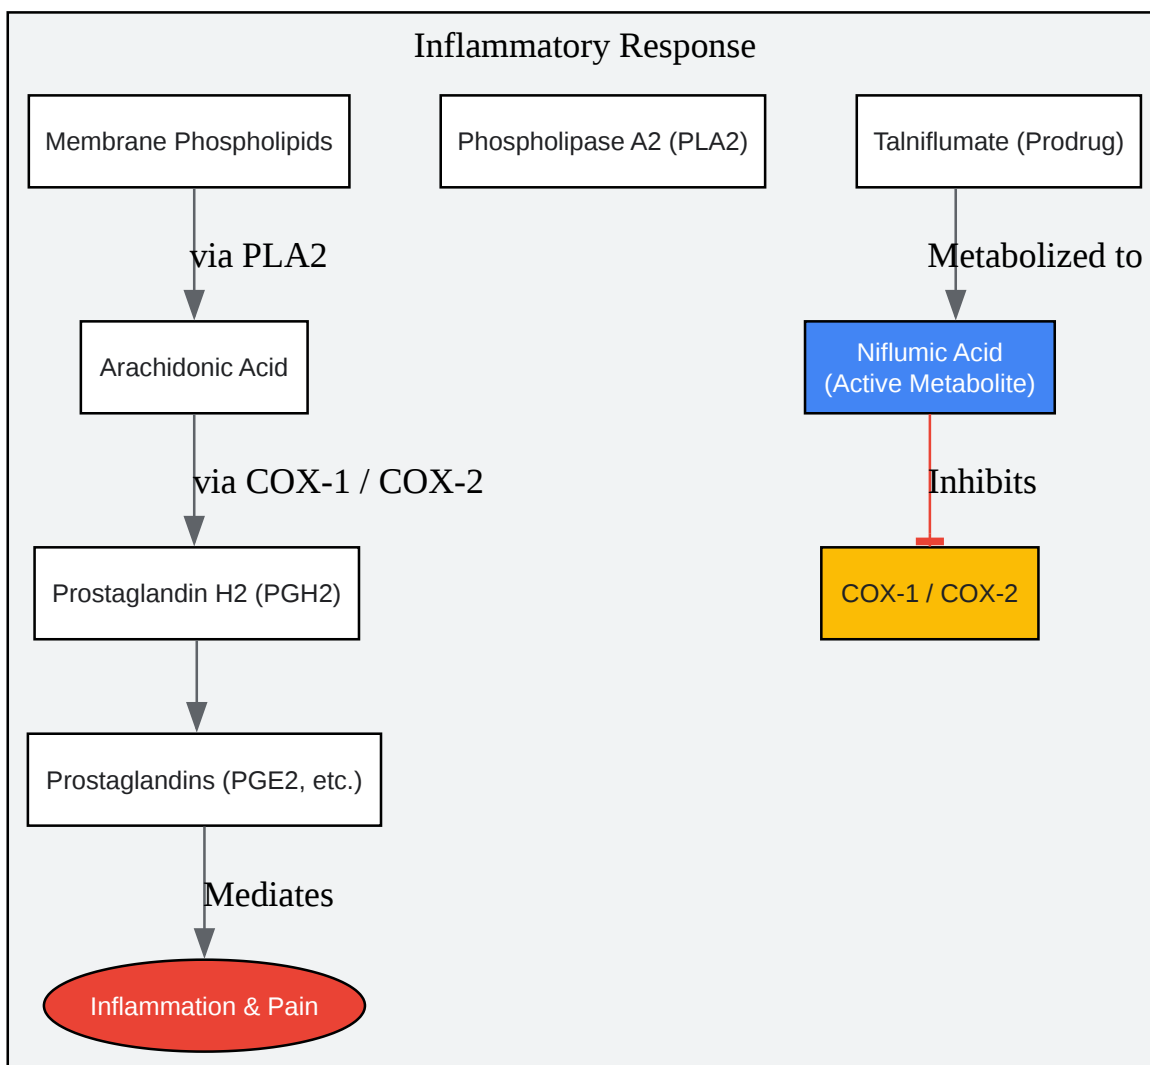 Inflammatory Response
Membrane Phospholipids
Phospholipase A2 (PLA2)
Talniflumate (Prodrug)
via PLA2
Metabolized to
Arachidonic Acid
Niflumic Acid
(Active Metabolite)
via COX-1 / COX-2
Inhibits
Prostaglandin H2 (PGH2)
COX-1 / COX-2
Prostaglandins (PGE2, etc.)
Mediates
Inflammation & Pain